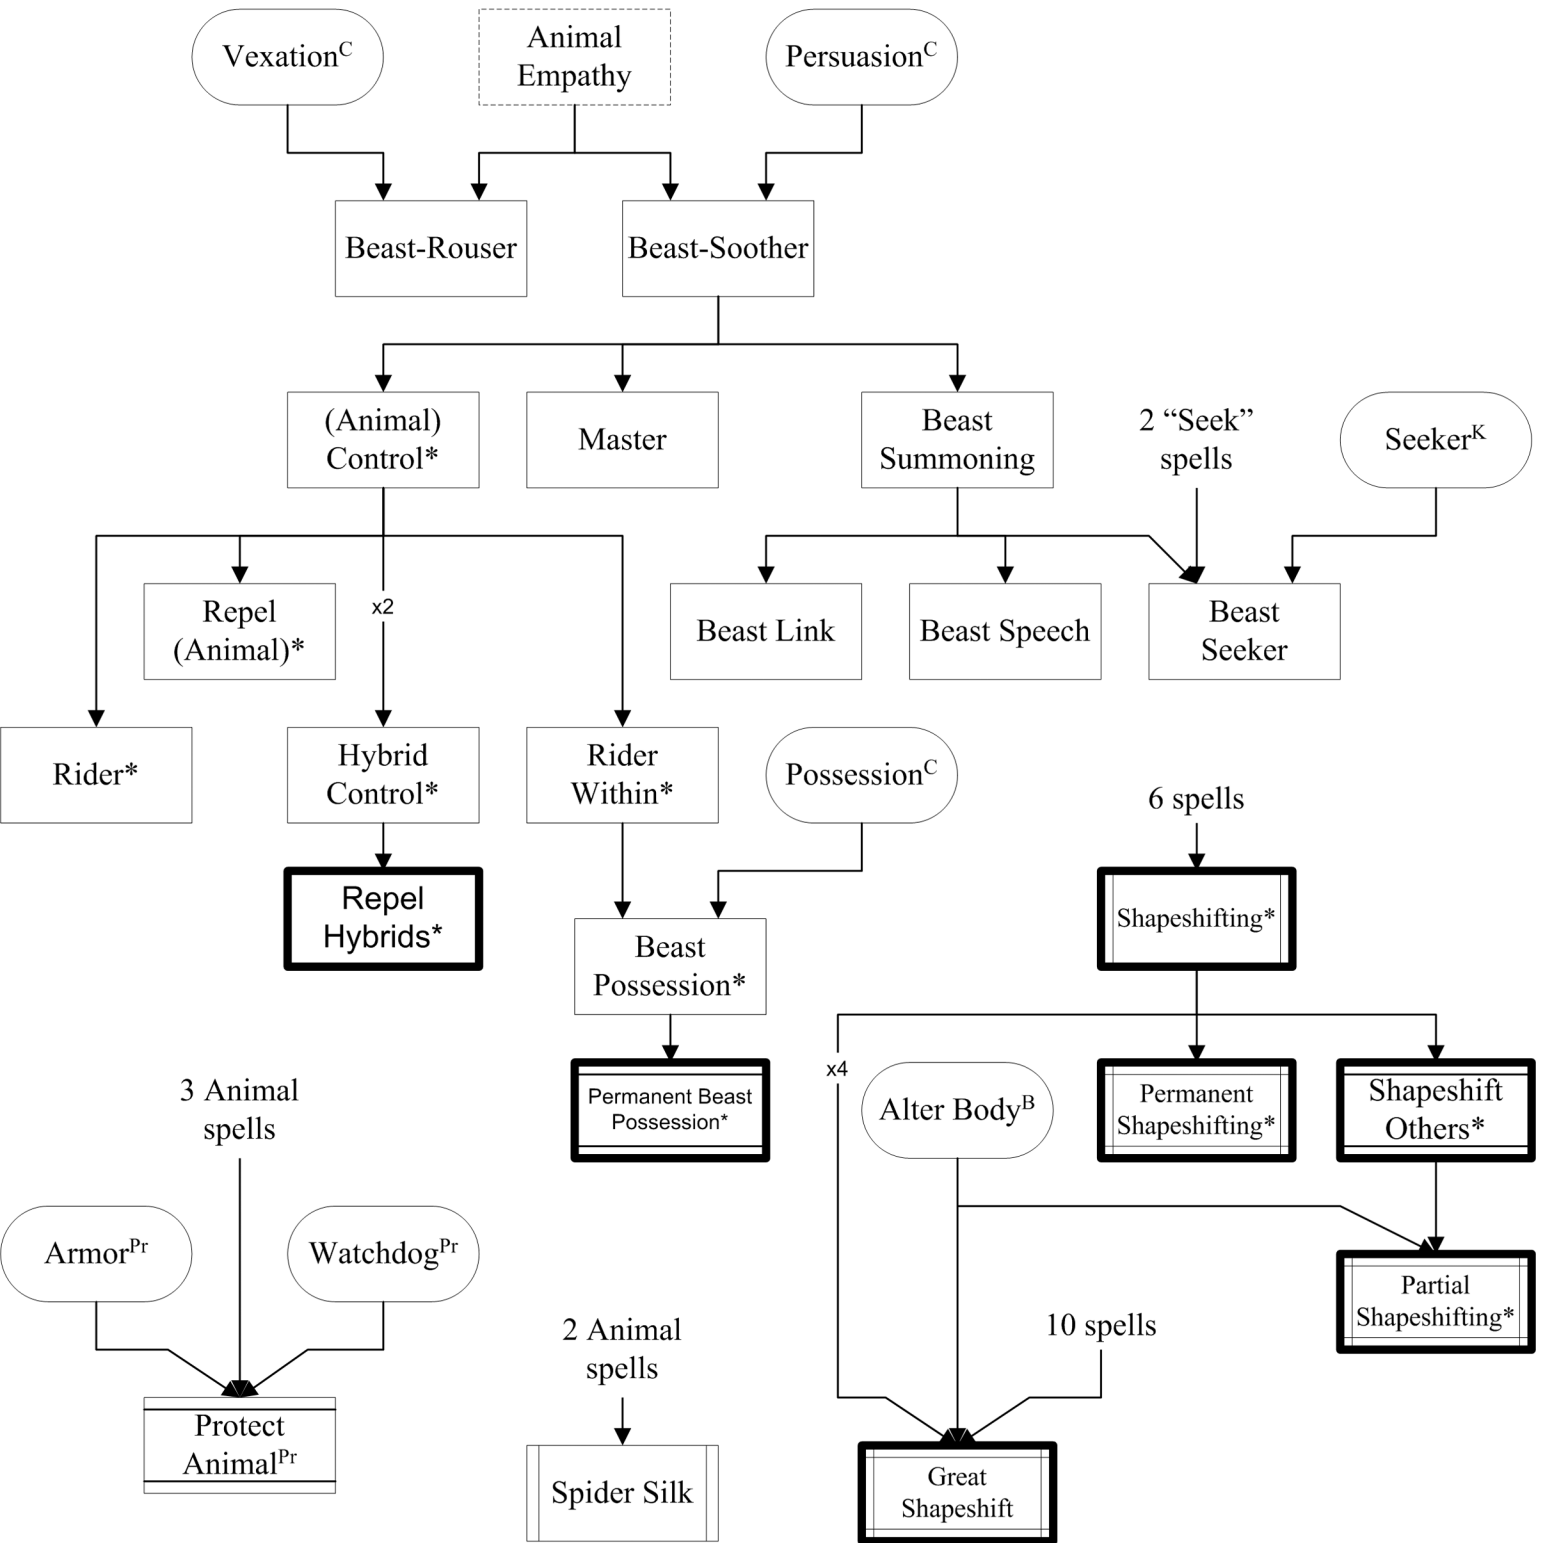 Vexation^C
Animal
Empathy
Persuasion^C
Beast-Rouser
Beast-Soother
(Animal)
Control*
Master
Beast
Summoning
2 “Seek”
spells
Seeker^K
Repel
(Animal)*
x2
Beast Link
Beast Speech
Beast
Seeker
Rider*
Hybrid
Control*
Rider
Within*
Possession^C
6 spells
Repel
Hybrids*
Beast
Possession*
Shapeshifting*
3 Animal
spells
Permanent Beast
Possession*
x4
Alter Body^B
Permanent
Shapeshifting*
Shapeshift
Others*
Armor^Pr
Watchdog^Pr
2 Animal
spells
10 spells
Partial
Shapeshifting*
Protect
Animal^Pr
Spider Silk
Great
Shapeshift